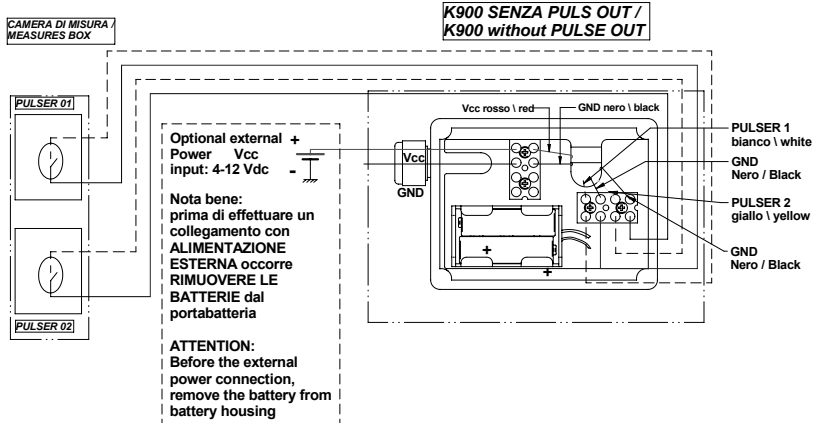 K900 SENZA PULS OUT /
K900 without PULSE OUT
CAMERA DI MISURA /
MEASURES BOX
PULSER 01
PULSER 02
Optional external +
Power Vcc
input: 4-12 Vdc -
Nota bene:
prima di effettuare un
collegamento con
ALIMENTAZIONE
ESTERNA occorre
RIMUOVERE LE
BATTERIE dal
portabatteria
ATTENTION:
Before the external
power connection,
remove the battery from
battery housing
Vcc rosso \ red
GND nero \ black
Vcc
GND
+
+
PULSER 1
bianco \ white
GND
Nero / Black
PULSER 2
giallo \ yellow
GND
Nero / Black